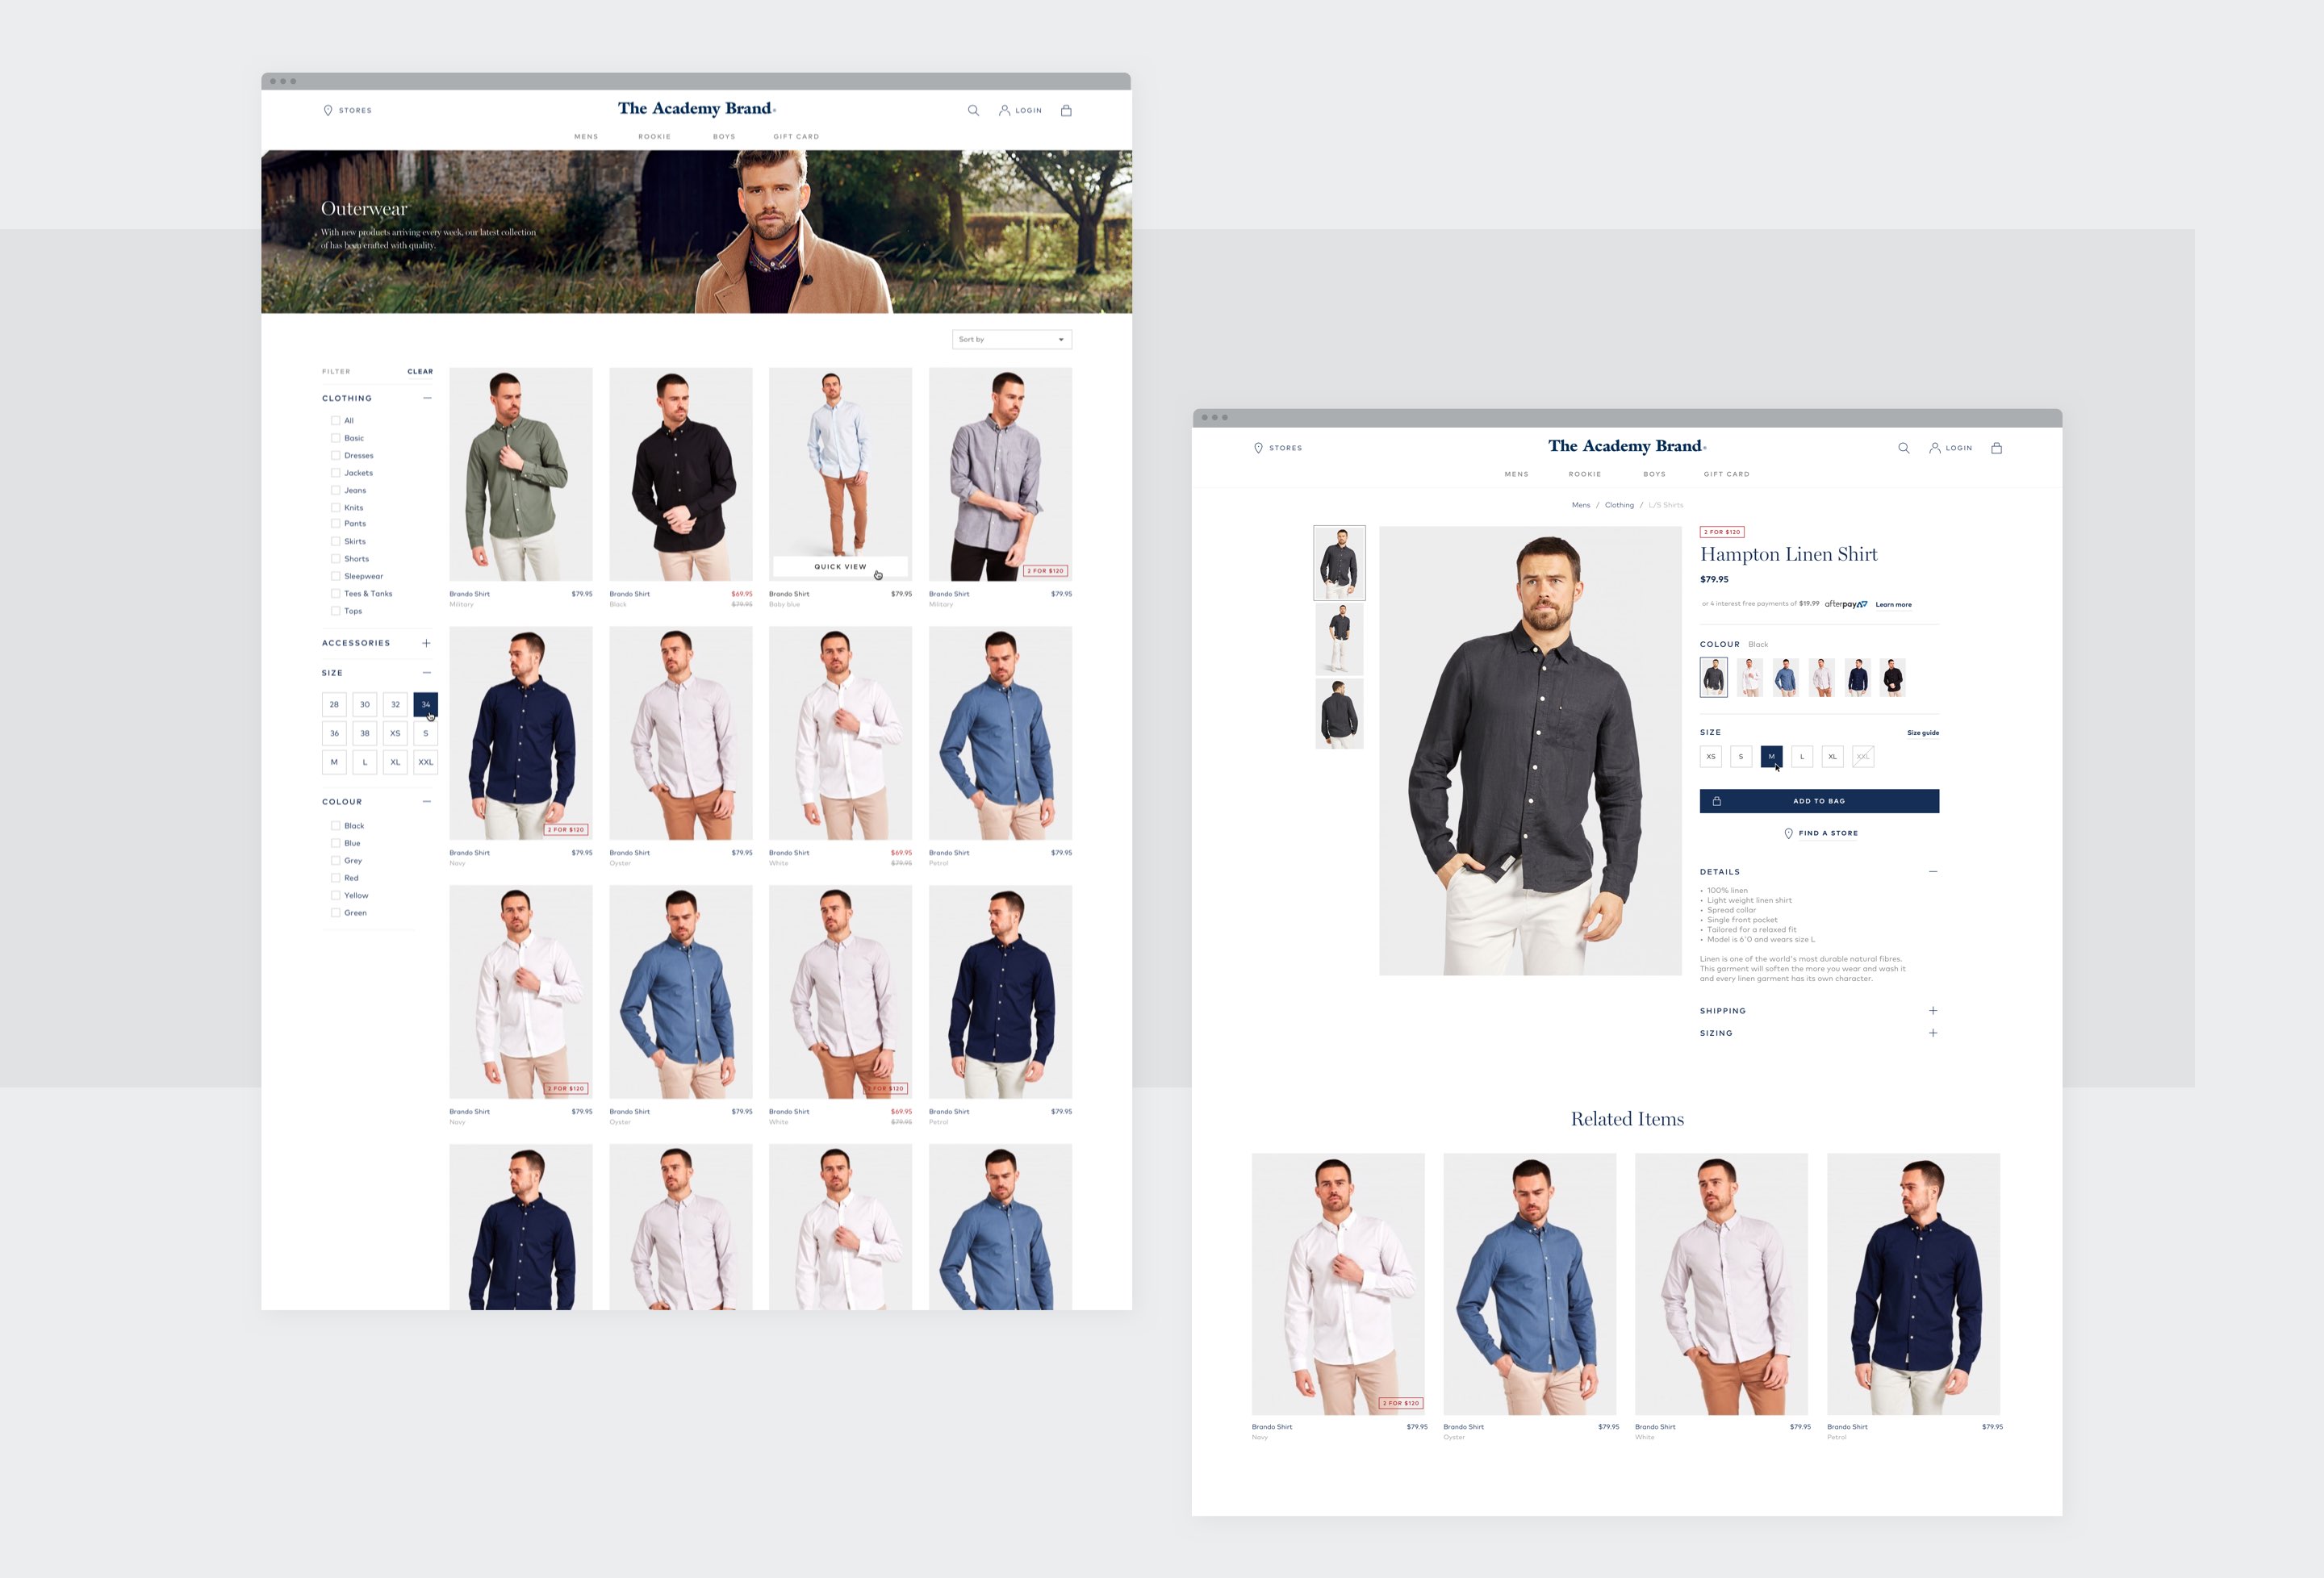 STORES
The Academy Brand
LOGIN
MENS ROOKIE BOYS GIFT CARD
Outerwear
With new products arriving every week, our latest collection
of has been crafted with quality.
Sort by
FILTER CLEAR
CLOTHING
All
Basic
Dresses
Jackets
Jeans
Knits
Pants
Skirts
Shorts
Sleepwear
Tees & Tanks
Tops
ACCESSORIES
SIZE
28 30 32 34
36 38 XS S
M L XL XXL
COLOUR
Black
Blue
Grey
Red
Yellow
Green
QUICK VIEW
2 FOR $120
Brando Shirt $79.95 Brando Shirt $69.95 Brando Shirt $79.95 Brando Shirt $79.95
Military Black $79.95 Baby blue Military
2 FOR $120
Brando Shirt $79.95 Brando Shirt $79.95 Brando Shirt $69.95 Brando Shirt $79.95
Navy Oyster White $79.95 Petrol
2 FOR $120 2 FOR $120
Brando Shirt $79.95 Brando Shirt $79.95 Brando Shirt $69.95 Brando Shirt $79.95
Navy Oyster White $79.95 Petrol
STORES
The Academy Brand
LOGIN
MENS ROOKIE BOYS GIFT CARD
Mens / Clothing / L/S Shirts
2 FOR $120
Hampton Linen Shirt
$79.95
or 4 interest free payments of $19.99 afterpay Learn more
COLOUR Black
SIZE Size guide
XS S M L XL XXL
ADD TO BAG
FIND A STORE
DETAILS
• 100% linen
• Light weight linen shirt
• Spread collar
• Single front pocket
• Tailored for a relaxed fit
• Model is 6'0 and wears size L
Linen is one of the world's most durable natural fibres.
This garment will soften the more you wear and wash it
and every linen garment has its own character.
SHIPPING
SIZING
Related Items
2 FOR $120
Brando Shirt $79.95 Brando Shirt $79.95 Brando Shirt $79.95 Brando Shirt $79.95
Navy Oyster White Petrol